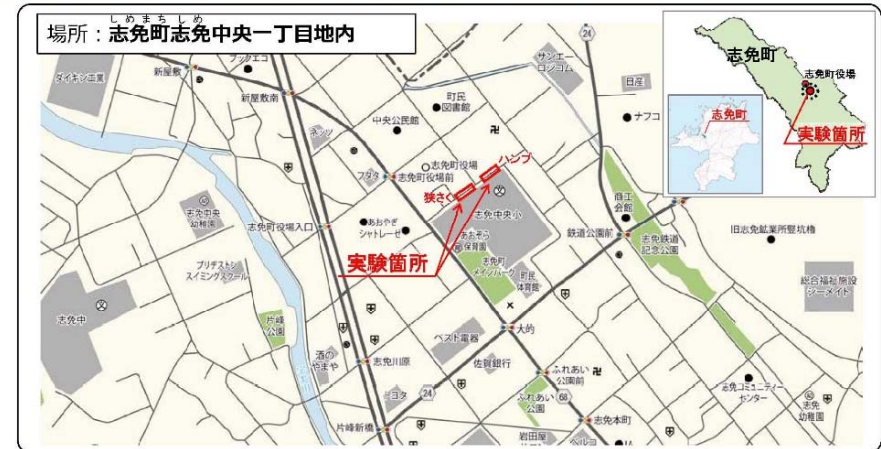 場所：志免町志免中央一丁目地内
しめまち しめ
志免町
志免町役場
実験箇所
志免町
ダイキン工業
新屋敷
ブックエコ
新屋敷南
サンエー
ロジコム
24
日産
ナフコ
町民
図書館
中央公民館
ネッツ
志免町役場
フタタ
志免町役場前
ハンプ
狭さく
志免中央小
商工
会館
志免中央
幼稚園
志免町役場入口
あおやぎ
シャトレーゼ
あおぞら
保育園
鉄道公園前
志免鉄道
記念公園
旧志免鉱業所竪坑櫓
実験箇所
志免町
メインパーク
町民
体育館
ブリヂストン
スイミングスクール
総合福祉施設
シーメイト
志免中
片峰
公園
ベスト電器
大的
酒の
やまや
志免川原
佐賀銀行
ふれあい
公園前
トヨタ
24
ふれあい
公園
68
志免コミュニティー
センター
志免
幼稚園
片峰新橋
志免本町
岩田屋